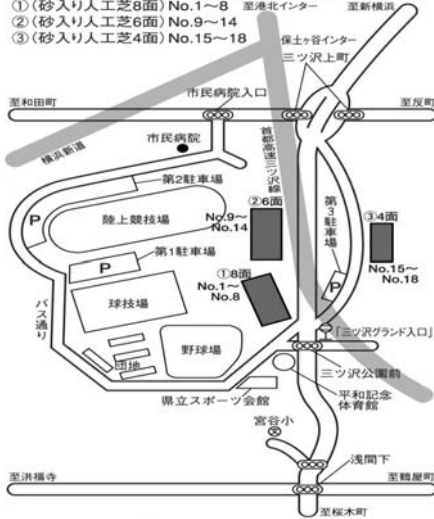 ①(砂入り人工芝8面)No.1〜8
②(砂入り人工芝6面)No.9〜14
③(砂入り人工芝4面)No.15〜18
至港北インター
至新横浜
保土ヶ谷インター
三ツ沢上町
市民病院入口
至和田町
至反町
市民病院
横浜新道
首都高速三ツ沢線
第2駐車場
②6面
No.9〜
No.14
陸上競技場
P
第3駐車場
③4面
第1駐車場
P
No.15〜
No.18
①8面
No.1〜
No.8
P
球技場
バス通り
「三ツ沢グランド入口」
野球場
団地
三ツ沢公園前
県立スポーツ会館
平和記念
体育館
宮谷小
浅間下
至洪福寺
至鶴屋町
至桜木町